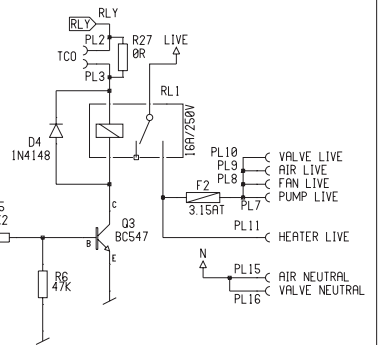 RLY
RLY
PL2
R27
LIVE
TCO
0R
PL3
RL1
16A/250V
D4
1N4148
PL10
VALVE LIVE
PL9
AIR LIVE
PL8
FAN LIVE
F2
PUMP LIVE
3.15AT
PL7
C
Q3
PL11
BC547
HEATER LIVE
B
E
N
R6
47K
PL15
AIR NEUTRAL
VALVE NEUTRAL
PL16